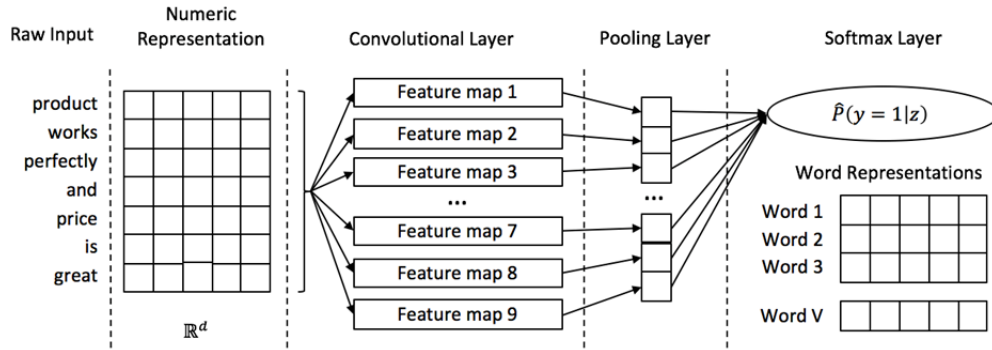 Raw Input
Numeric
Representation
Convolutional Layer
Pooling Layer
Softmax Layer
product
works
perfectly
and
price
is
great
ℝ^d
Feature map 1
Feature map 2
Feature map 3
...
Feature map 7
Feature map 8
Feature map 9
...
P̂(y = 1|z)
Word Representations
Word 1
Word 2
Word 3
Word V